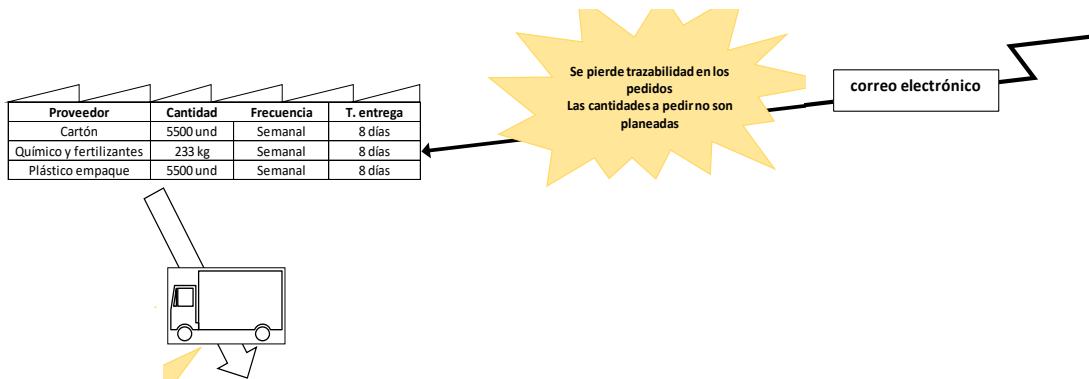 Se pierde trazabilidad en los
pedidos
Las cantidades a pedir no son
planeadas
correo electrónico
Proveedor Cantidad Frecuencia T. entrega
Cartón 5500 und Semanal 8 días
Químico y fertilizantes 233 kg Semanal 8 días
Plástico empaque 5500 und Semanal 8 días